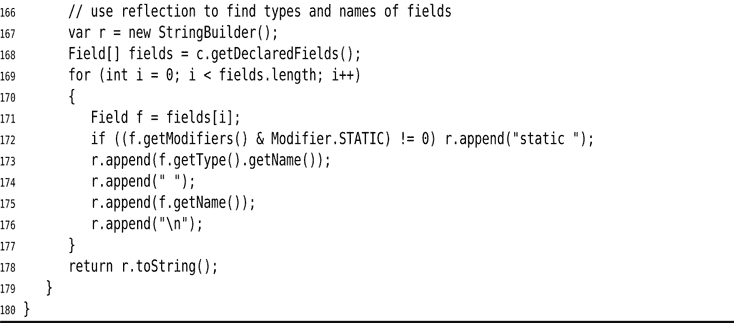 166 // use reflection to find types and names of fields
167 var r = new StringBuilder();
168 Field[] fields = c.getDeclaredFields();
169 for (int i = 0; i < fields.length; i++)
170 {
171 Field f = fields[i];
172 if ((f.getModifiers() & Modifier.STATIC) != 0) r.append("static ");
173 r.append(f.getType().getName());
174 r.append(" ");
175 r.append(f.getName());
176 r.append("\n");
177 }
178 return r.toString();
179 }
180 }